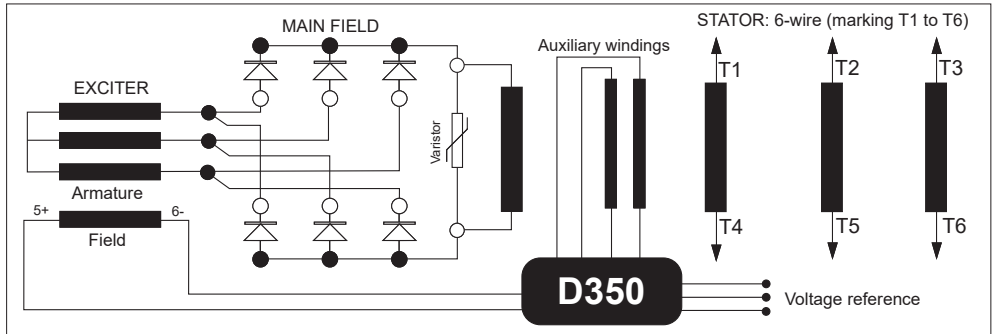 STATOR: 6-wire (marking T1 to T6)
MAIN FIELD
Auxiliary windings
T1
T2
T3
EXCITER
Varistor
Armature
5+
6-
Field
T4
T5
T6
D350
Voltage reference